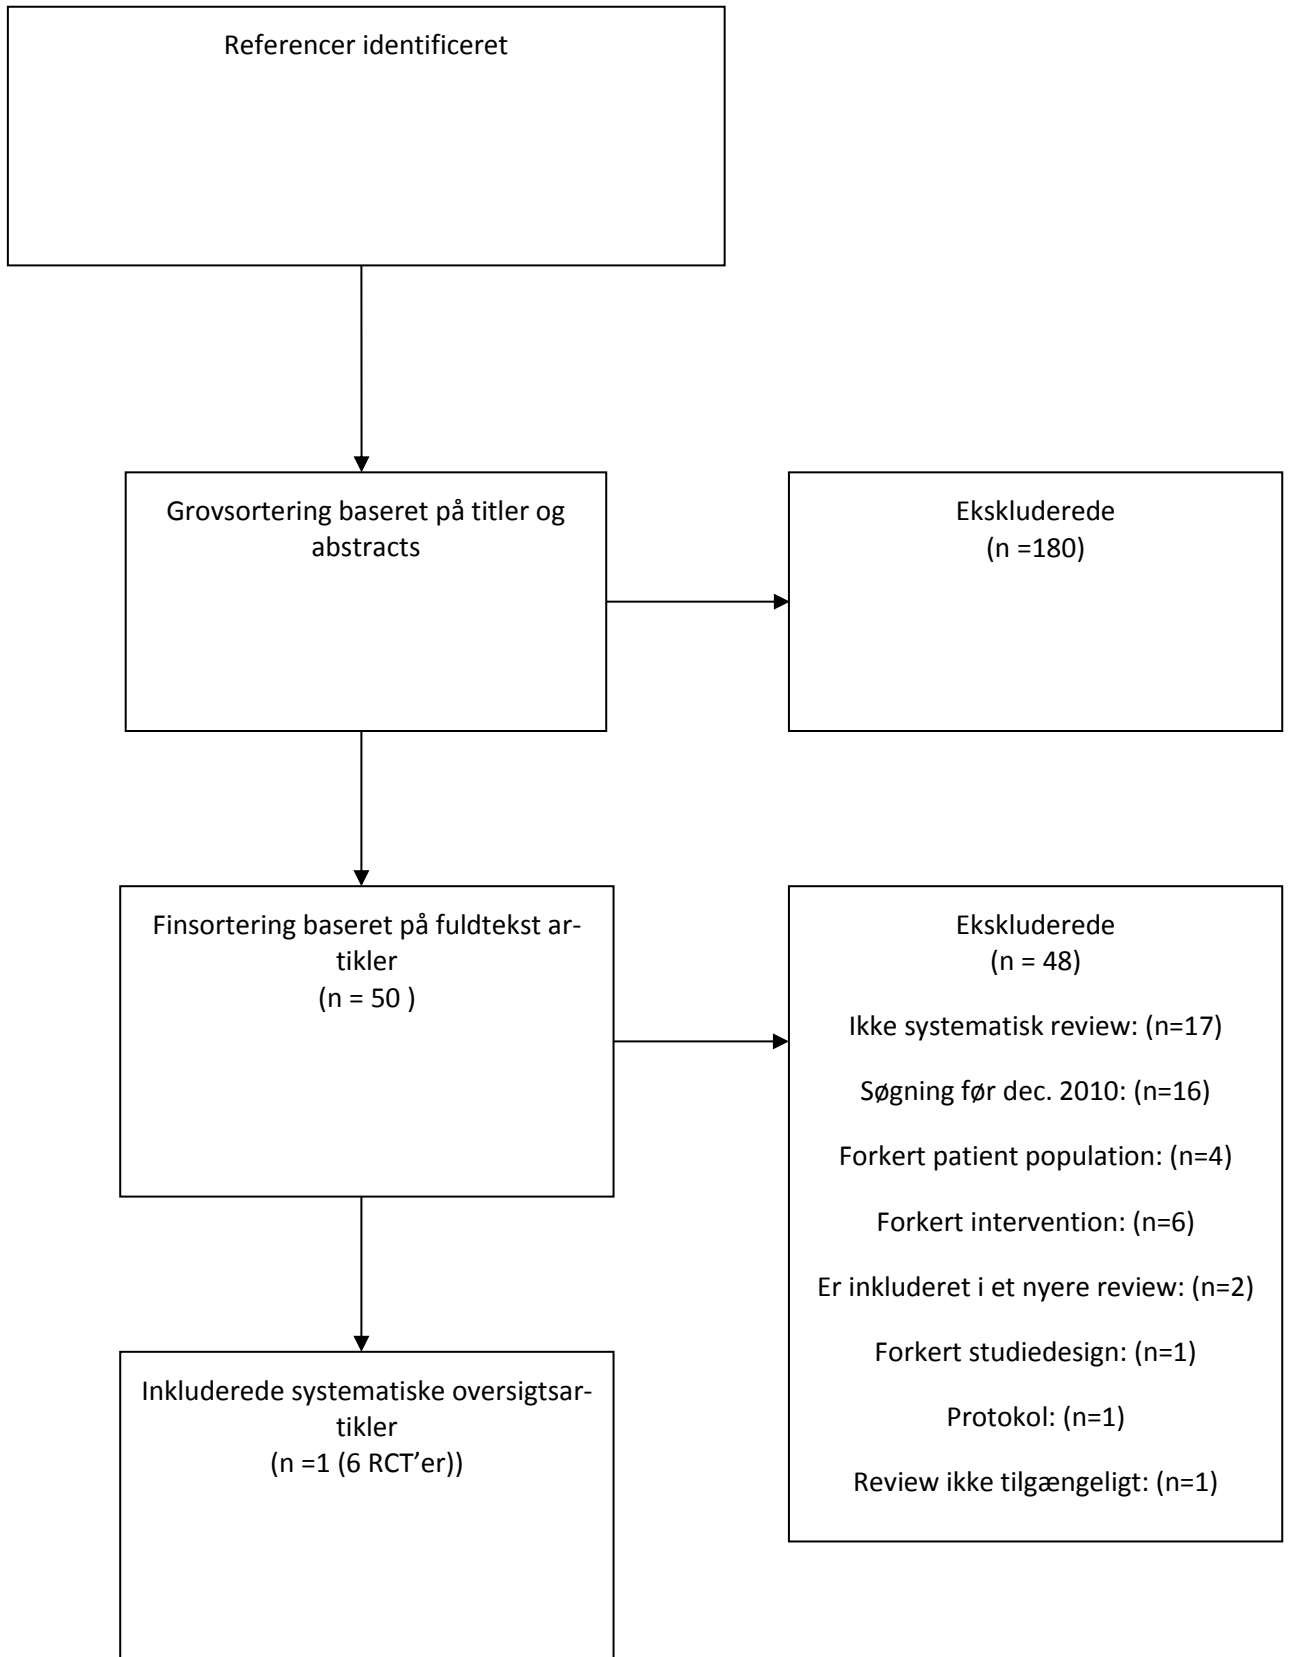 Referencer identificeret
Grovsortering baseret på titler og
abstracts
Ekskluderede
(n =180)
Finsortering baseret på fuldtekst ar-
tikler
(n = 50 )
Ekskluderede
(n = 48)
Ikke systematisk review: (n=17)
Søgning før dec. 2010: (n=16)
Forkert patient population: (n=4)
Forkert intervention: (n=6)
Er inkluderet i et nyere review: (n=2)
Forkert studiedesign: (n=1)
Protokol: (n=1)
Review ikke tilgængeligt: (n=1)
Inkluderede systematiske oversigtsar-
tikler
(n =1 (6 RCT’er))